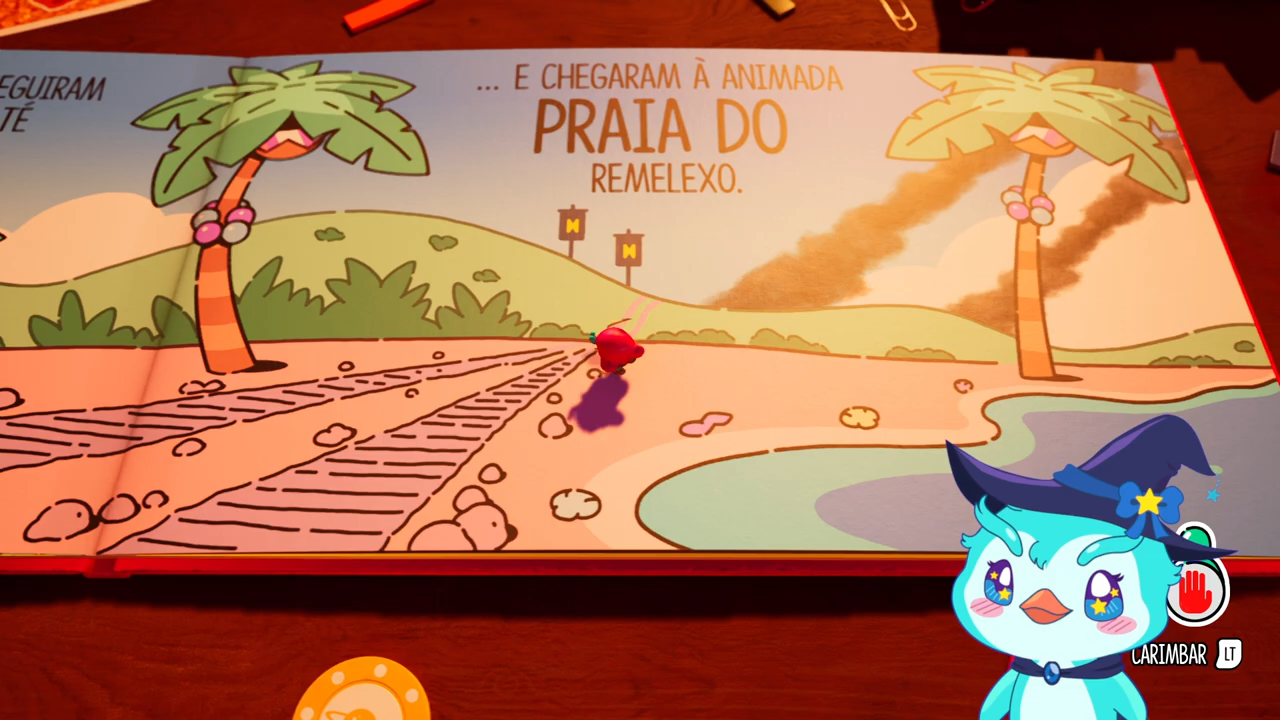 EGUIRAM
TÉ
... E CHEGARAM À ANIMADA
PRAIA DO
REMELEXO.
CARIMBAR LT